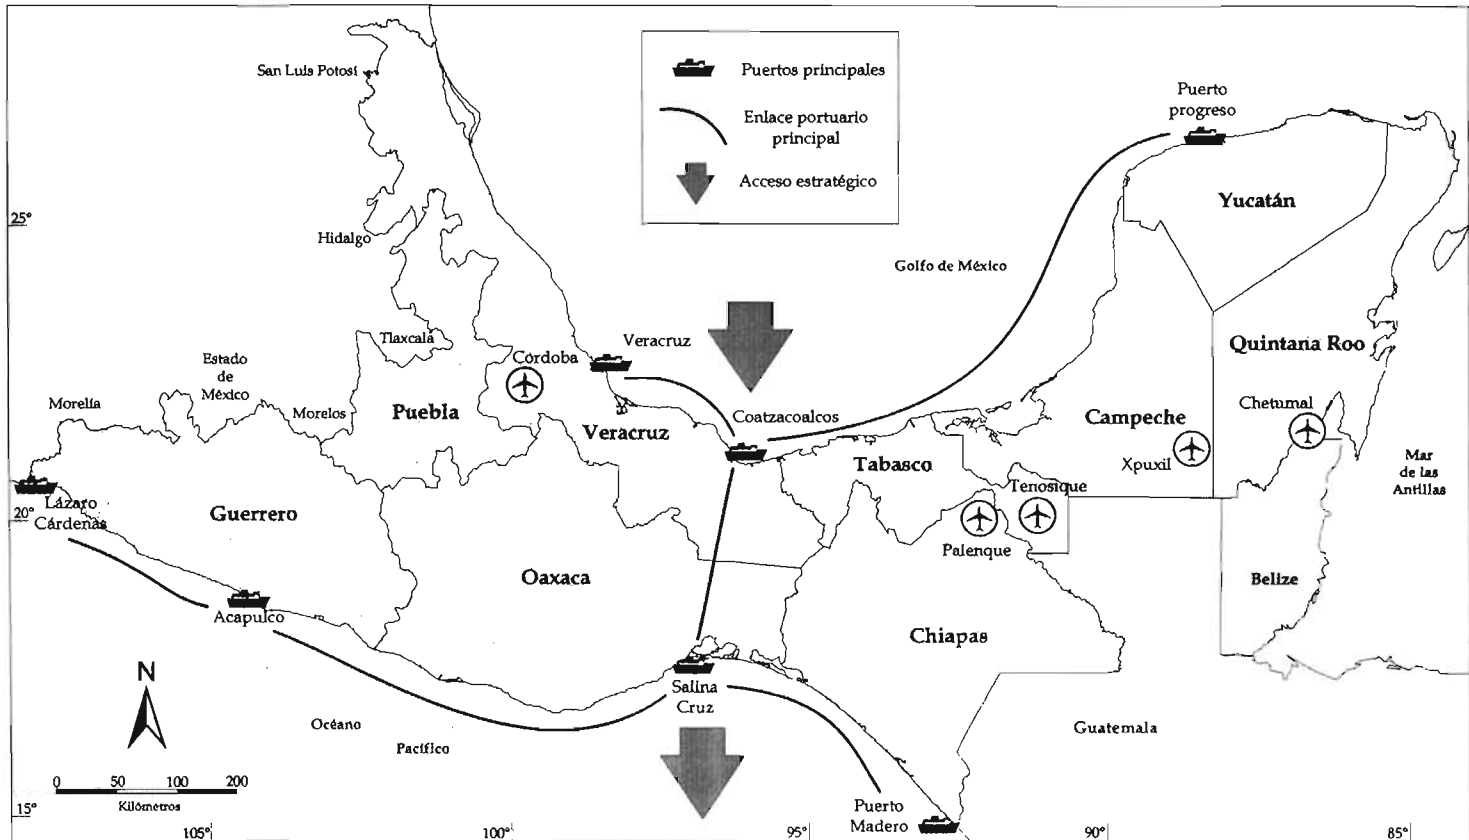 San Luis Potosí
Puertos principales
Enlace portuario
principal
Acceso estratégico
Puerto
progreso
Yucatán
25°
Hidalgo
Golfo de México
Tlaxcala
Veracruz
Córdoba
Estado
de
México
Quintana Roo
Morelía
Morelos
Puebla
Veracruz
Coatzacoalcos
Campeche
Chetumal
Xpuxil
Tabasco
Mar
de las
Antillas
Tenosique
Lázaro
Cárdenas
20°
Guerrero
Palenque
Oaxaca
Belize
Acapulco
Chiapas
N
Salina
Cruz
Océano
Pacífico
Guatemala
0 50 100 200
Kilómetros
15°
Puerto
Madero
105° 100° 95° 90° 85°